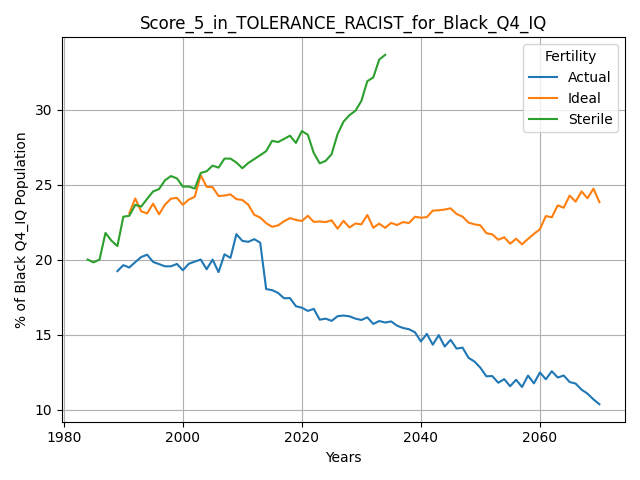 Score_5_in_TOLERANCE_RACIST_for_Black_Q4_IQ
% of Black Q4_IQ Population
30
25
20
15
10
1980
2000
2020
2040
2060
Years
Fertility
Actual
Ideal
Sterile